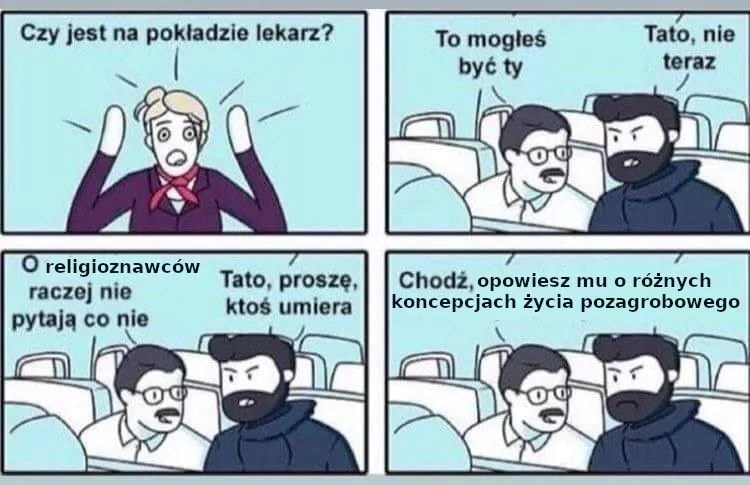 Czy jest na pokładzie lekarz?
To mogłeś
być ty
Tato, nie
teraz
O religioznawców
raczej nie
pytają co nie
Tato, proszę,
ktoś umiera
Chodź, opowiesz mu o różnych
koncepcjach życia pozagrobowego